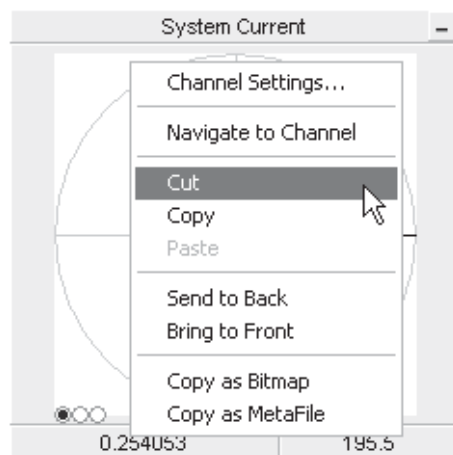 System Current
Channel Settings...
Navigate to Channel
Cut
Copy
Paste
Send to Back
Bring to Front
Copy as Bitmap
Copy as MetaFile
0.254053 195.5